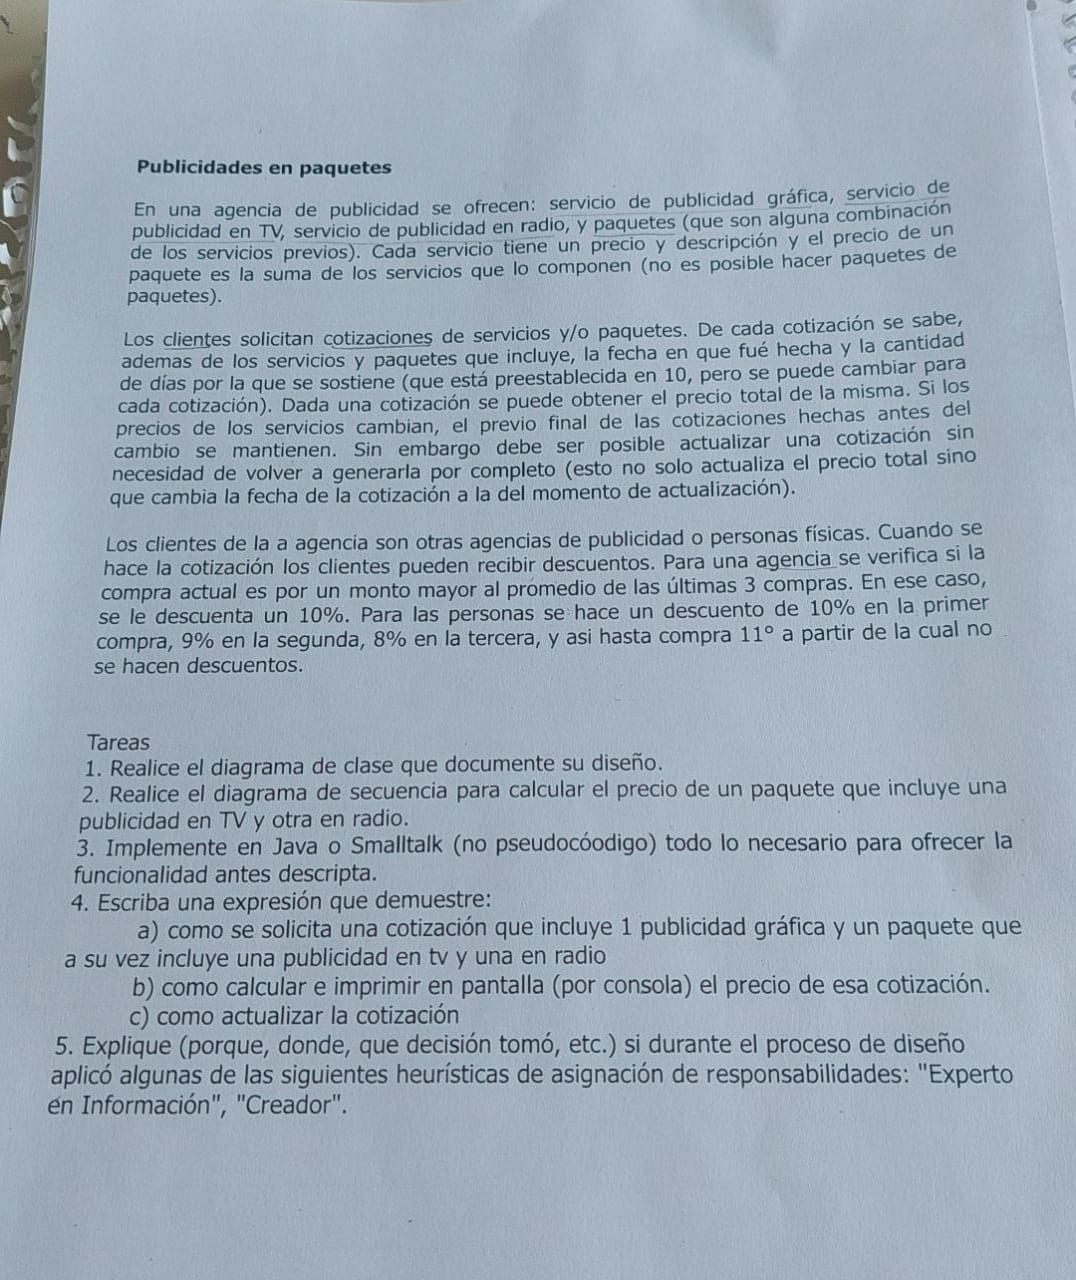 Publicidades en paquetes
En una agencia de publicidad se ofrecen: servicio de publicidad gráfica, servicio de
publicidad en TV, servicio de publicidad en radio, y paquetes (que son alguna combinación
de los servicios previos). Cada servicio tiene un precio y descripción y el precio de un
paquete es la suma de los servicios que lo componen (no es posible hacer paquetes de
paquetes).
Los clientes solicitan cotizaciones de servicios y/o paquetes. De cada cotización se sabe,
ademas de los servicios y paquetes que incluye, la fecha en que fué hecha y la cantidad
de días por la que se sostiene (que está preestablecida en 10, pero se puede cambiar para
cada cotización). Dada una cotización se puede obtener el precio total de la misma. Si los
precios de los servicios cambian, el previo final de las cotizaciones hechas antes del
cambio se mantienen. Sin embargo debe ser posible actualizar una cotización sin
necesidad de volver a generarla por completo (esto no solo actualiza el precio total sino
que cambia la fecha de la cotización a la del momento de actualización).
Los clientes de la a agencia son otras agencias de publicidad o personas físicas. Cuando se
hace la cotización los clientes pueden recibir descuentos. Para una agencia se verifica si la
compra actual es por un monto mayor al promedio de las últimas 3 compras. En ese caso,
se le descuenta un 10%. Para las personas se hace un descuento de 10% en la primer
compra, 9% en la segunda, 8% en la tercera, y asi hasta compra 11° a partir de la cual no
se hacen descuentos.
Tareas
1. Realice el diagrama de clase que documente su diseño.
2. Realice el diagrama de secuencia para calcular el precio de un paquete que incluye una
publicidad en TV y otra en radio.
3. Implemente en Java o Smalltalk (no pseudocóodigo) todo lo necesario para ofrecer la
funcionalidad antes descripta.
4. Escriba una expresión que demuestre:
a) como se solicita una cotización que incluye 1 publicidad gráfica y un paquete que
a su vez incluye una publicidad en tv y una en radio
b) como calcular e imprimir en pantalla (por consola) el precio de esa cotización.
c) como actualizar la cotización
5. Explique (porque, donde, que decisión tomó, etc.) si durante el proceso de diseño
aplicó algunas de las siguientes heurísticas de asignación de responsabilidades: "Experto
en Información", "Creador".